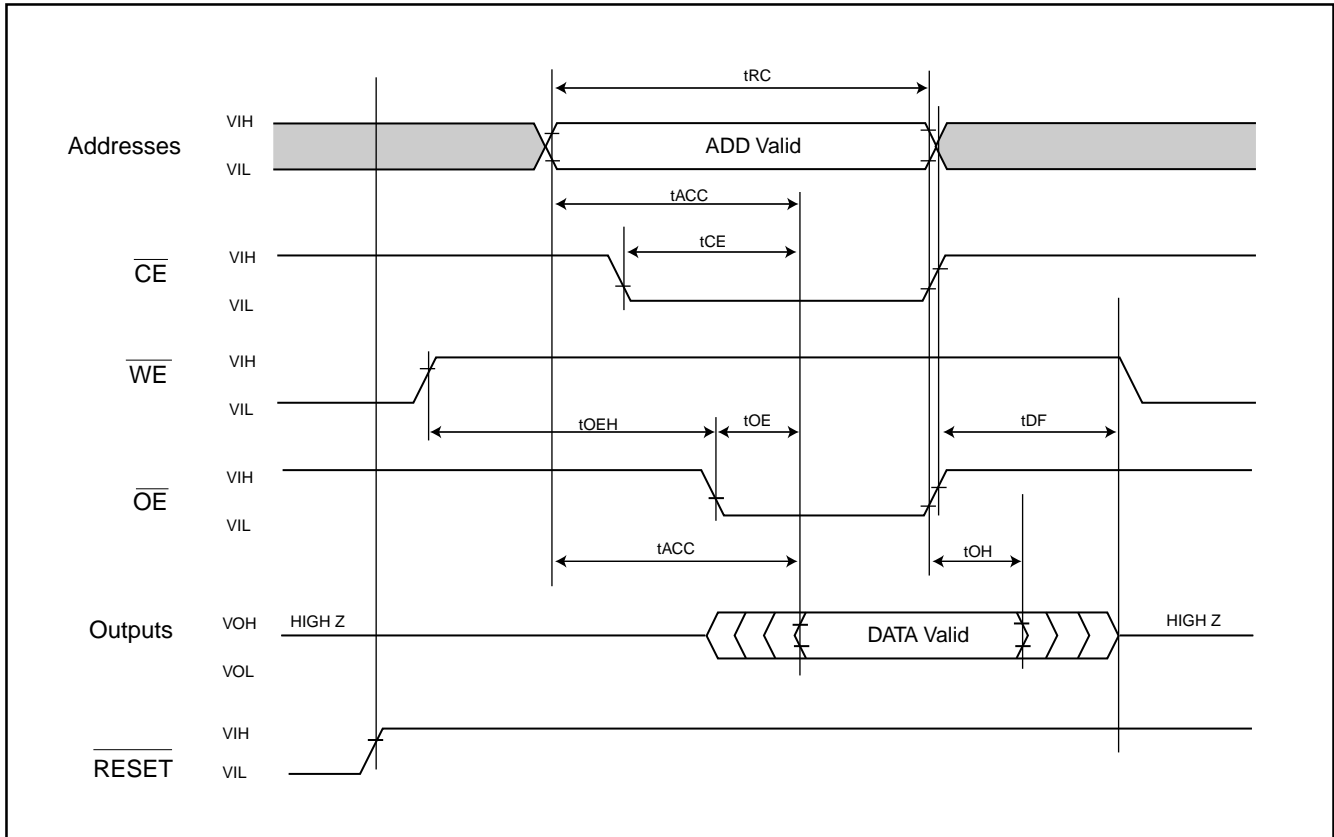 tRC
VIH
Addresses
ADD Valid
VIL
tACC
tCE
VIH
CE
VIL
VIH
WE
VIL
tOEH
tOE
tDF
VIH
OE
VIL
tACC
tOH
VOH
HIGH Z
HIGH Z
Outputs
DATA Valid
VOL
VIH
RESET
VIL